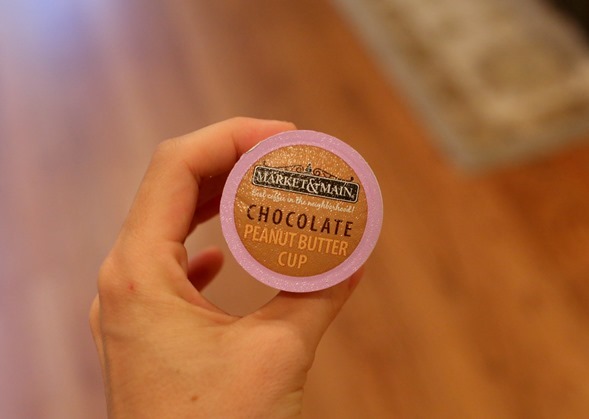 MARKET&MAIN
best coffee in the neighborhood!
CHOCOLATE
PEANUT BUTTER
CUP